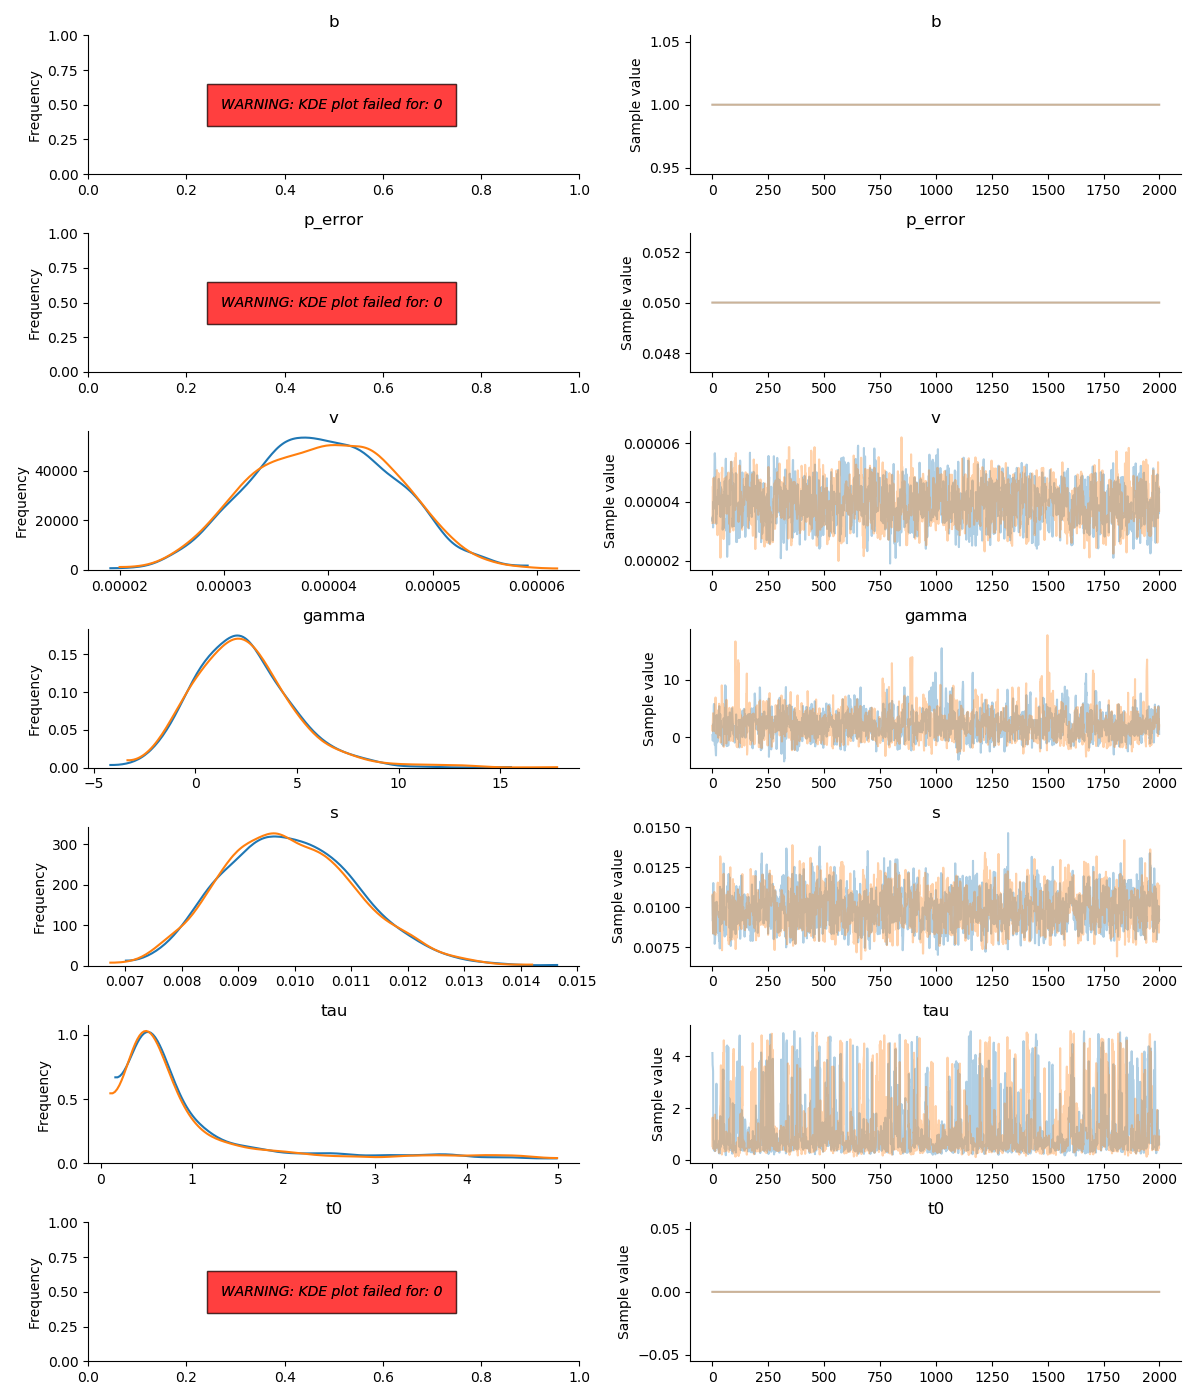 b
1.00
0.75
0.50
0.25
0.00
Frequency
WARNING: KDE plot failed for: 0
0.0 0.2 0.4 0.6 0.8 1.0
b
1.05
1.00
0.95
Sample value
0 250 500 750 1000 1250 1500 1750 2000
p_error
1.00
0.75
0.50
0.25
0.00
Frequency
WARNING: KDE plot failed for: 0
0.0 0.2 0.4 0.6 0.8 1.0
p_error
0.052
0.050
0.048
Sample value
0 250 500 750 1000 1250 1500 1750 2000
v
40000
20000
0
Frequency
0.00002 0.00003 0.00004 0.00005 0.00006
v
0.00006
0.00004
0.00002
Sample value
0 250 500 750 1000 1250 1500 1750 2000
gamma
0.15
0.10
0.05
0.00
Frequency
−5 0 5 10 15
gamma
10
0
Sample value
0 250 500 750 1000 1250 1500 1750 2000
s
300
200
100
0
Frequency
0.007 0.008 0.009 0.010 0.011 0.012 0.013 0.014 0.015
s
0.0150
0.0125
0.0100
0.0075
Sample value
0 250 500 750 1000 1250 1500 1750 2000
tau
1.0
0.5
0.0
Frequency
0 1 2 3 4 5
tau
4
2
0
Sample value
0 250 500 750 1000 1250 1500 1750 2000
t0
1.00
0.75
0.50
0.25
0.00
Frequency
WARNING: KDE plot failed for: 0
0.0 0.2 0.4 0.6 0.8 1.0
t0
0.05
0.00
−0.05
Sample value
0 250 500 750 1000 1250 1500 1750 2000